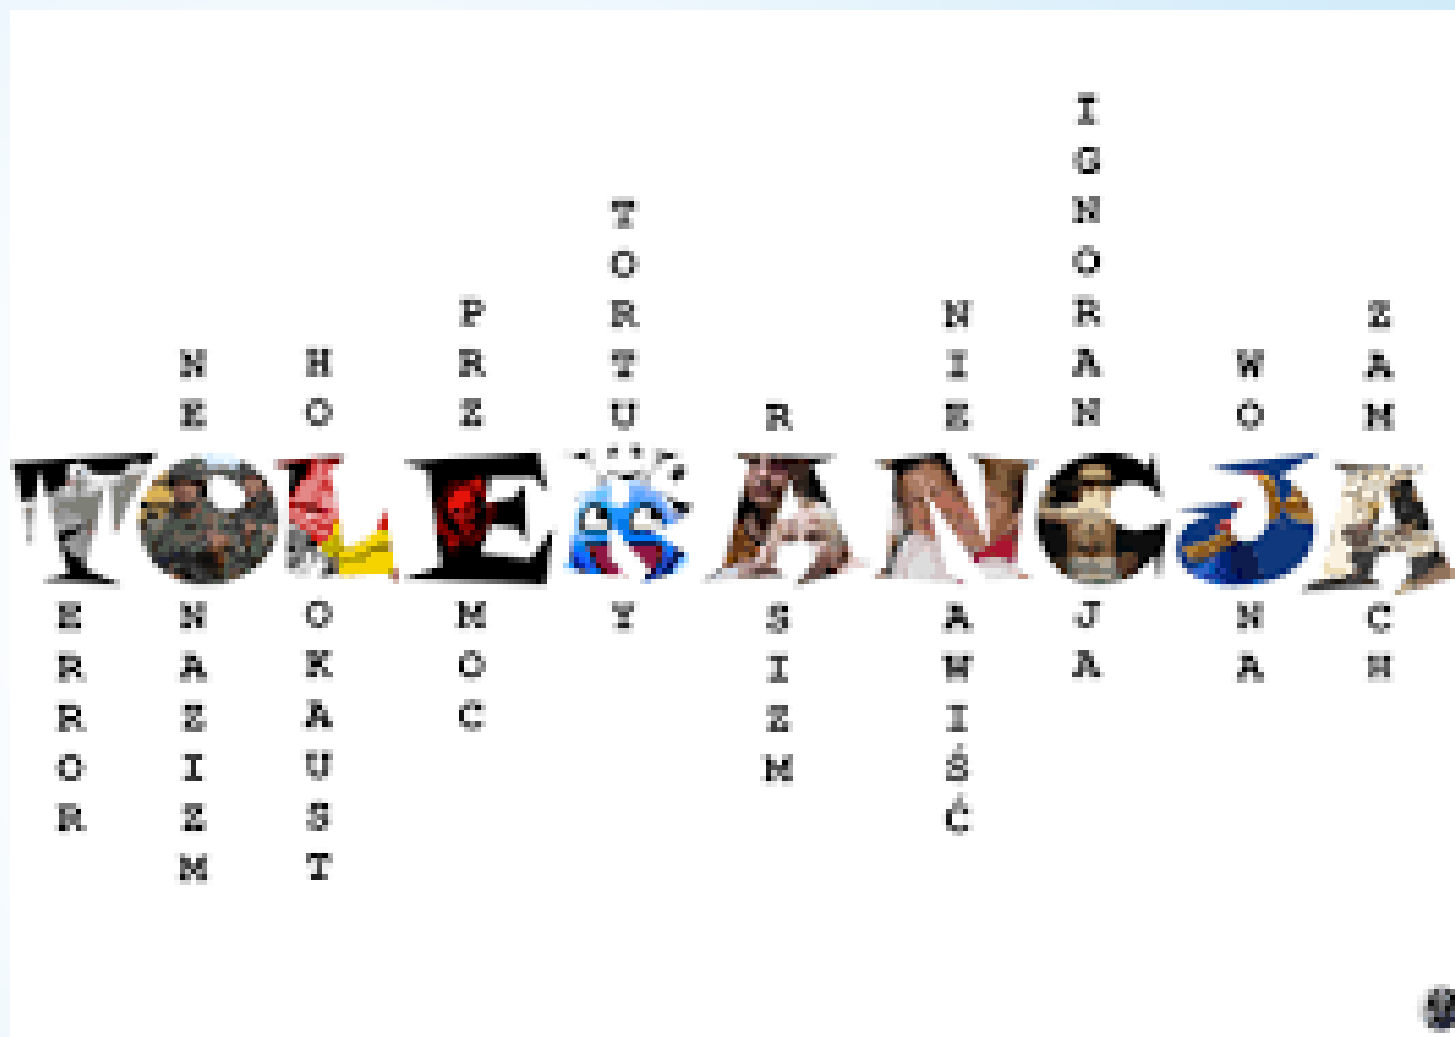 TOLERANCJA
TERROR
NEONAZIZM
HOLOKAUST
PRZEMOC
TORTURY
RASIZM
NIENAWIŚĆ
IGNORANCJA
WOJNA
ZAMACH